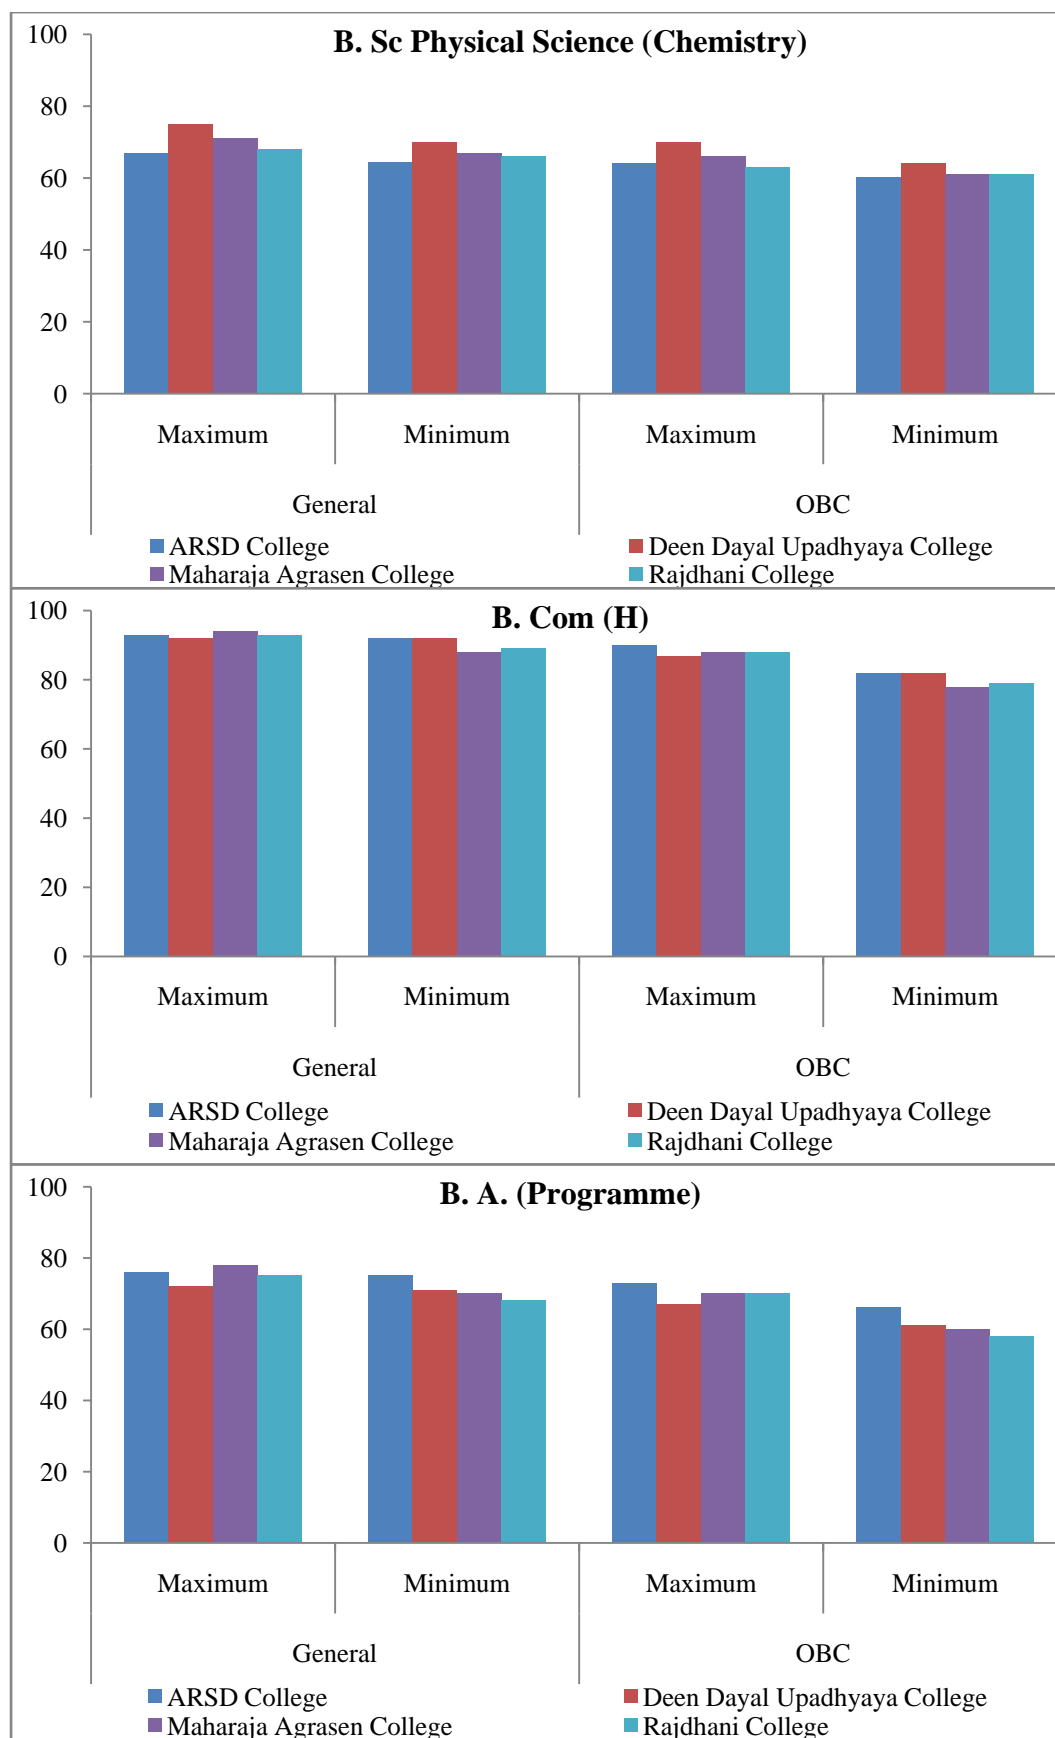 B. Sc Physical Science (Chemistry)
100
80
60
40
20
0
Maximum Minimum Maximum Minimum
General OBC
ARSD College Deen Dayal Upadhyaya College
Maharaja Agrasen College Rajdhani College
B. Com (H)
100
80
60
40
20
0
Maximum Minimum Maximum Minimum
General OBC
ARSD College Deen Dayal Upadhyaya College
Maharaja Agrasen College Rajdhani College
B. A. (Programme)
100
80
60
40
20
0
Maximum Minimum Maximum Minimum
General OBC
ARSD College Deen Dayal Upadhyaya College
Maharaja Agrasen College Rajdhani College